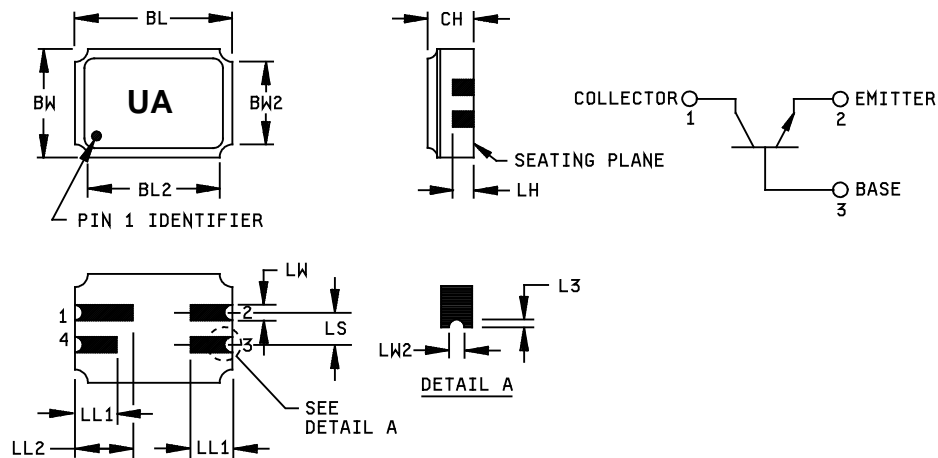 BL
CH
BW
UA
BW2
COLLECTOR
1
EMITTER
2
SEATING PLANE
BL2
LH
BASE
3
PIN 1 IDENTIFIER
LW
L3
1
2
LS
4
3
LW2
DETAIL A
LL1
SEE
DETAIL A
LL2
LL1